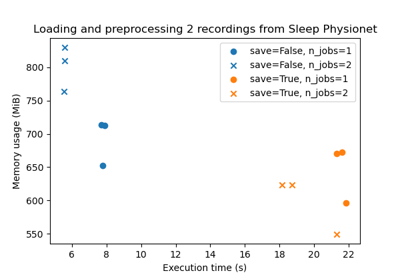 Loading and preprocessing 2 recordings from Sleep Physionet
save=False, n_jobs=1
save=False, n_jobs=2
save=True, n_jobs=1
save=True, n_jobs=2
Memory usage (MiB)
800
750
700
650
600
550
6 8 10 12 14 16 18 20 22
Execution time (s)